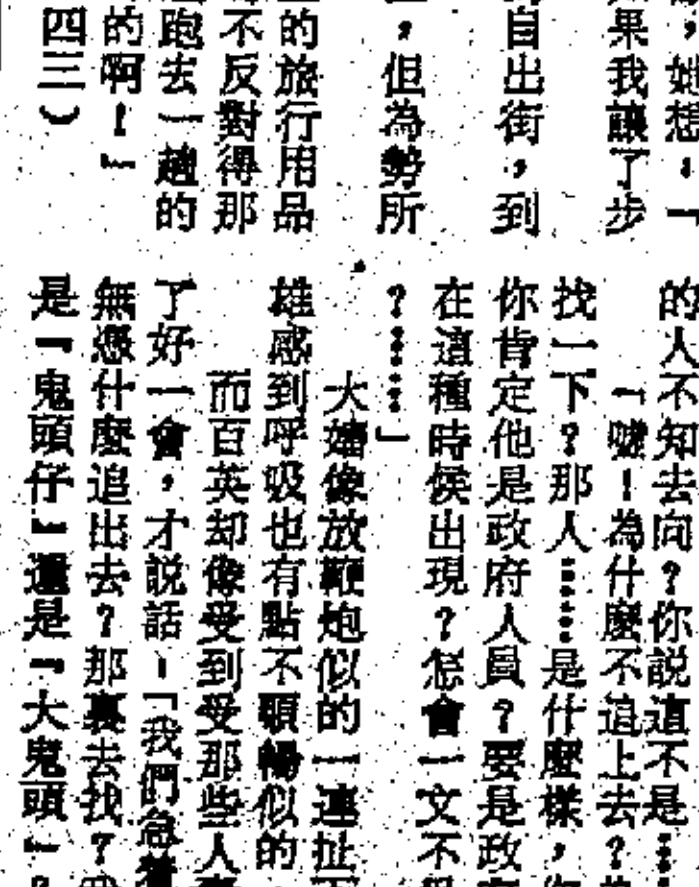 她想：「
果我讓了步
自出街，到
，但為勢所
的旅行用品
不反對得那
跑去一趟的
的啊！」
四三）
的人不知去向？你說這不是…
「噓！為什麼不追上去？
找一下？那人……是什麼樣，
你肯定他是政府人員？要是政
在這種時候出現？怎會一文不
？……」
大嬸像放鞭炮似的一連扯
雄感到呼吸也有點不順暢似的
而百英却像受到受那些人
了好一會，才説話－「我們急着
無憑什麼追出去？那裏去找？
是「鬼頭仔」還是「大鬼頭」